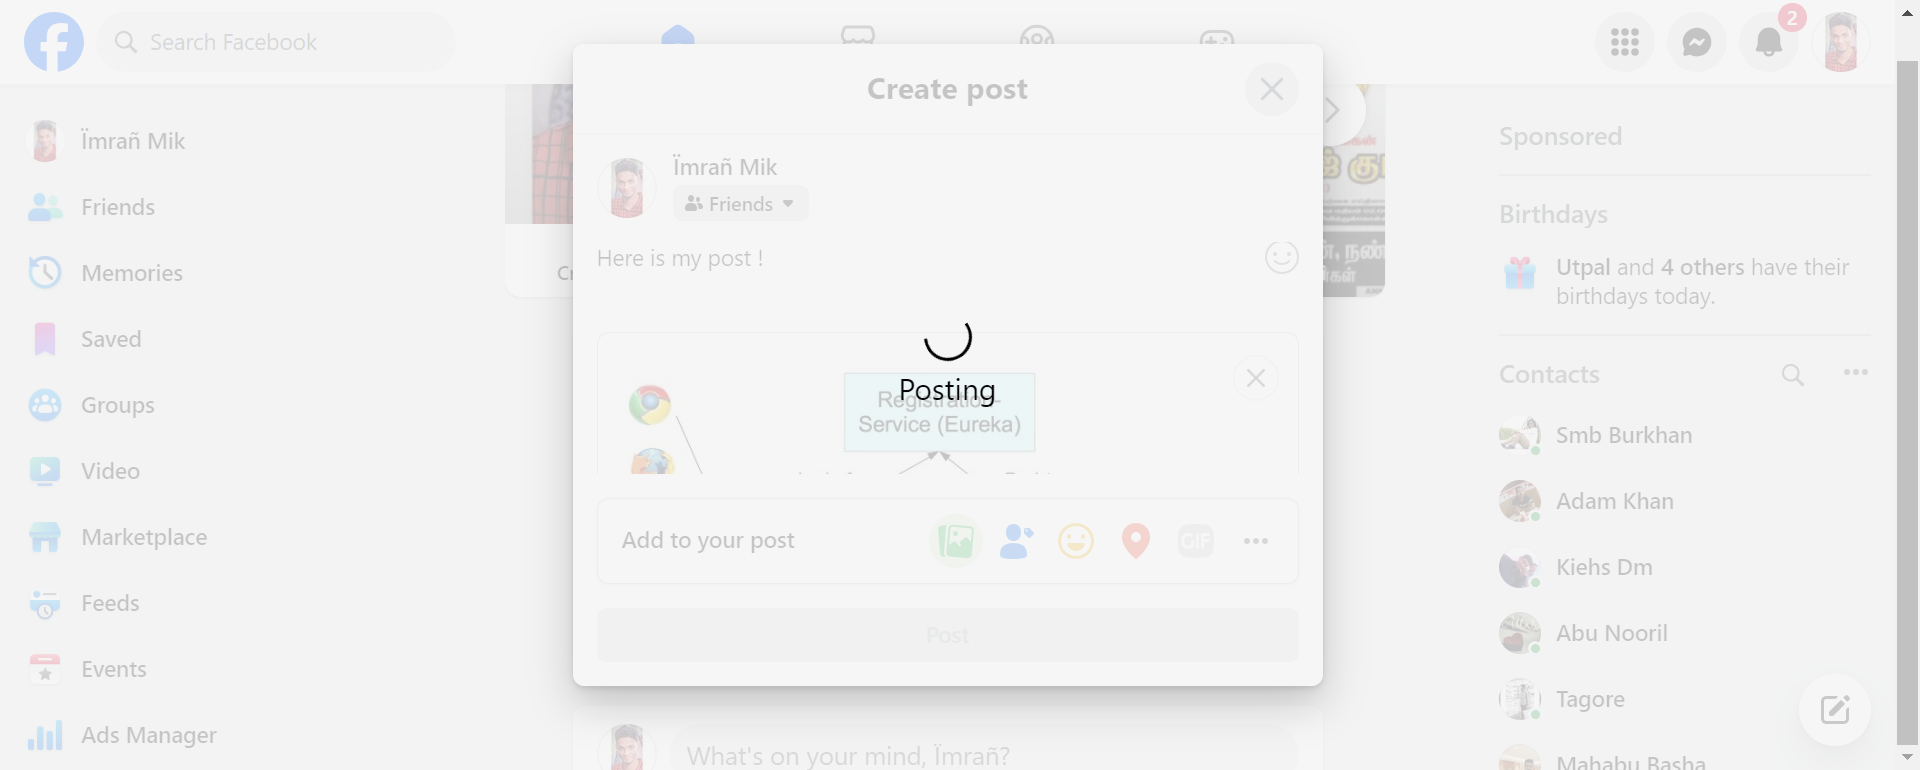 Search Facebook
2
Ïmrañ Mik
Friends
Memories
Saved
Groups
Video
Marketplace
Feeds
Events
Ads Manager
Create post
Ïmrañ Mik
Friends
Here is my post !
Posting
Registration-
Service (Eureka)
Add to your post
GIF
Post
What's on your mind, Ïmrañ?
Sponsored
Birthdays
Utpal and 4 others have their
birthdays today.
Contacts
Smb Burkhan
Adam Khan
Kiehs Dm
Abu Nooril
Tagore
Mahabu Basha